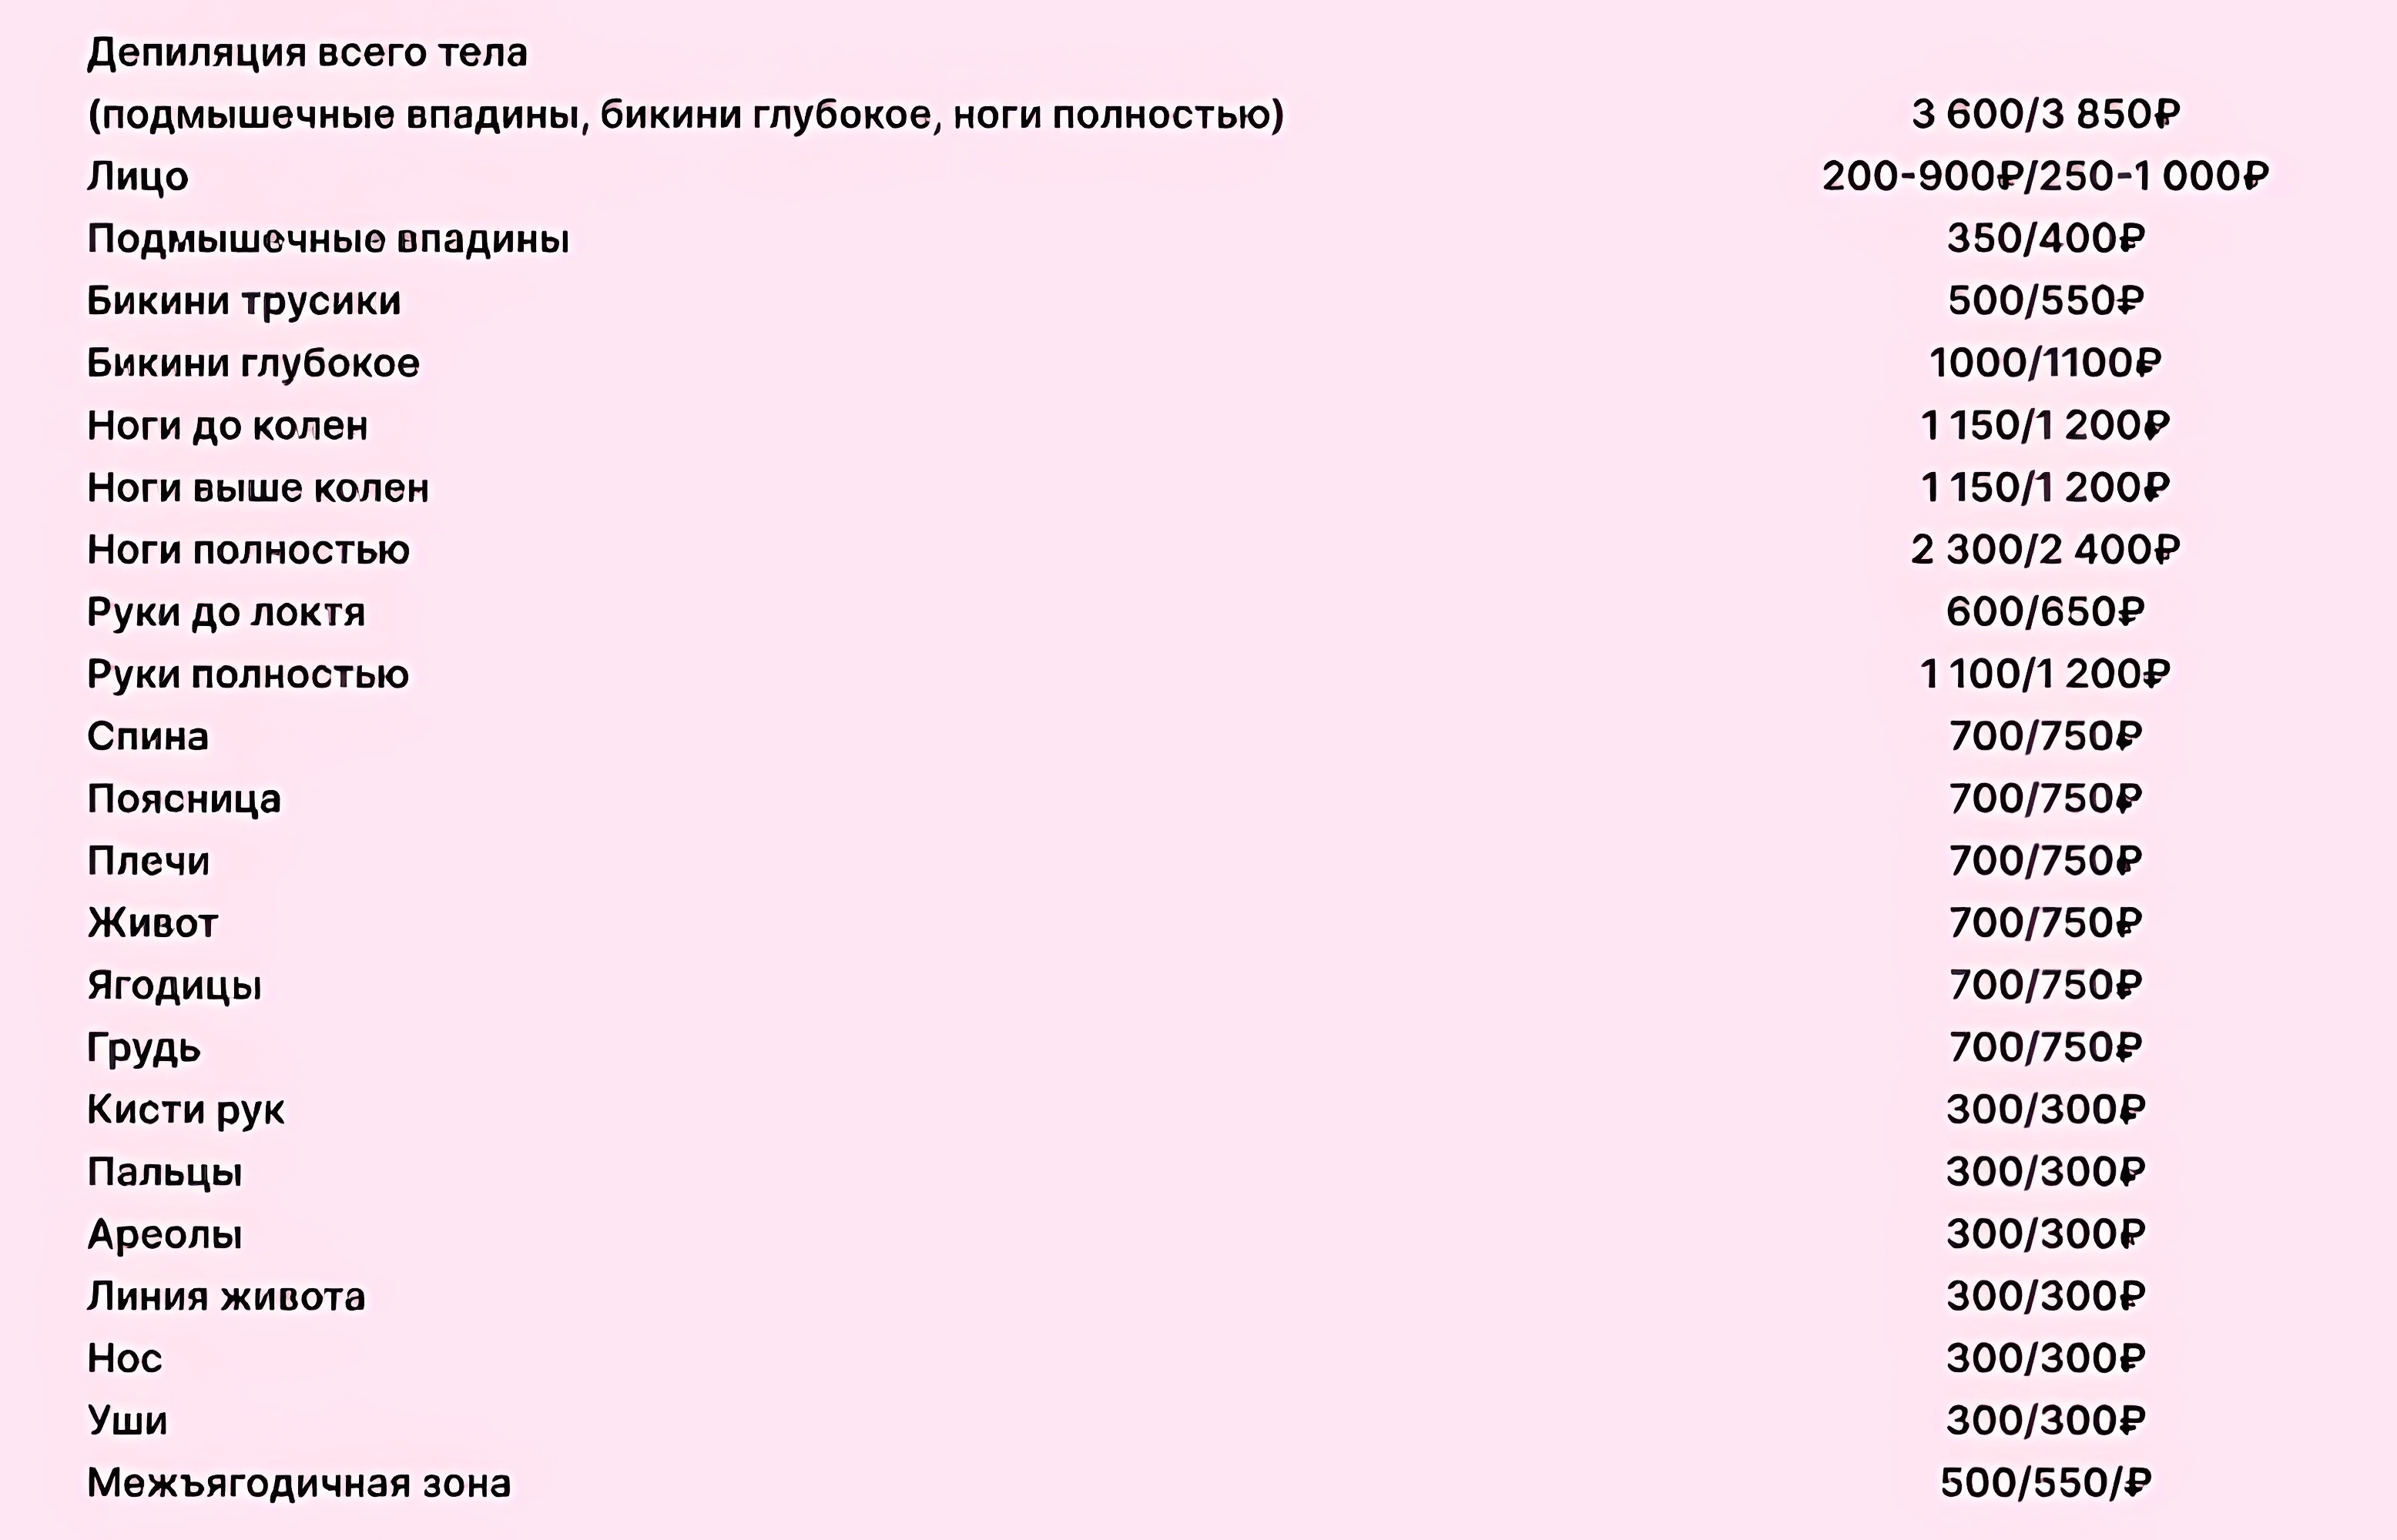 Депиляция всего тела
(подмышечные впадины, бикини глубокое, ноги полностью) 3 600/3 850₽
Лицо 200-900₽/250-1 000₽
Подмышечные впадины 350/400₽
Бикини трусики 500/550₽
Бикини глубокое 1000/1100₽
Ноги до колен 1 150/1 200₽
Ноги выше колен 1 150/1 200₽
Ноги полностью 2 300/2 400₽
Руки до локтя 600/650₽
Руки полностью 1 100/1 200₽
Спина 700/750₽
Поясница 700/750₽
Плечи 700/750₽
Живот 700/750₽
Ягодицы 700/750₽
Грудь 700/750₽
Кисти рук 300/300₽
Пальцы 300/300₽
Ареолы 300/300₽
Линия живота 300/300₽
Нос 300/300₽
Уши 300/300₽
Межъягодичная зона 500/550/₽